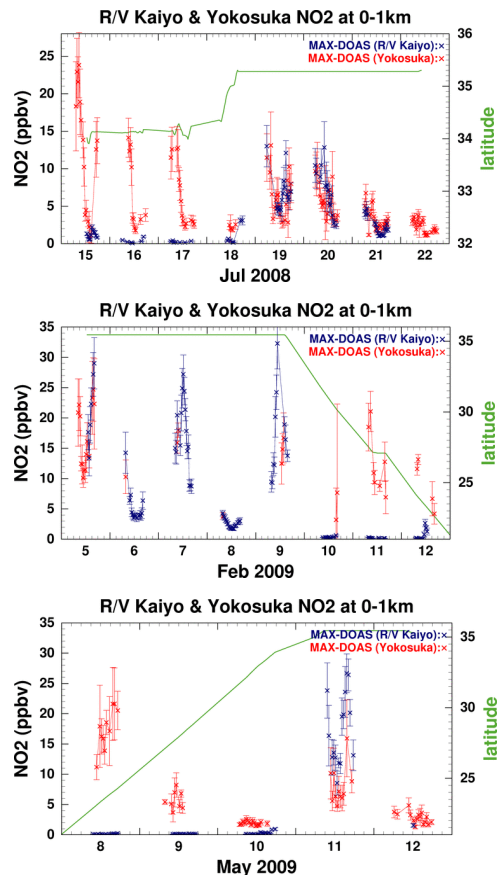 R/V Kaiyo & Yokosuka NO2 at 0-1km
MAX-DOAS (R/V Kaiyo):×
MAX-DOAS (Yokosuka):×
NO2 (ppbv)
25
20
15
10
5
0
36
35
34
33
32
latitude
15 16 17 18 19 20 21 22
Jul 2008
R/V Kaiyo & Yokosuka NO2 at 0-1km
MAX-DOAS (R/V Kaiyo):×
MAX-DOAS (Yokosuka):×
NO2 (ppbv)
35
30
25
20
15
10
5
0
35
30
25
latitude
5 6 7 8 9 10 11 12
Feb 2009
R/V Kaiyo & Yokosuka NO2 at 0-1km
MAX-DOAS (R/V Kaiyo):×
MAX-DOAS (Yokosuka):×
NO2 (ppbv)
35
30
25
20
15
10
5
0
35
30
25
latitude
8 9 10 11 12
May 2009